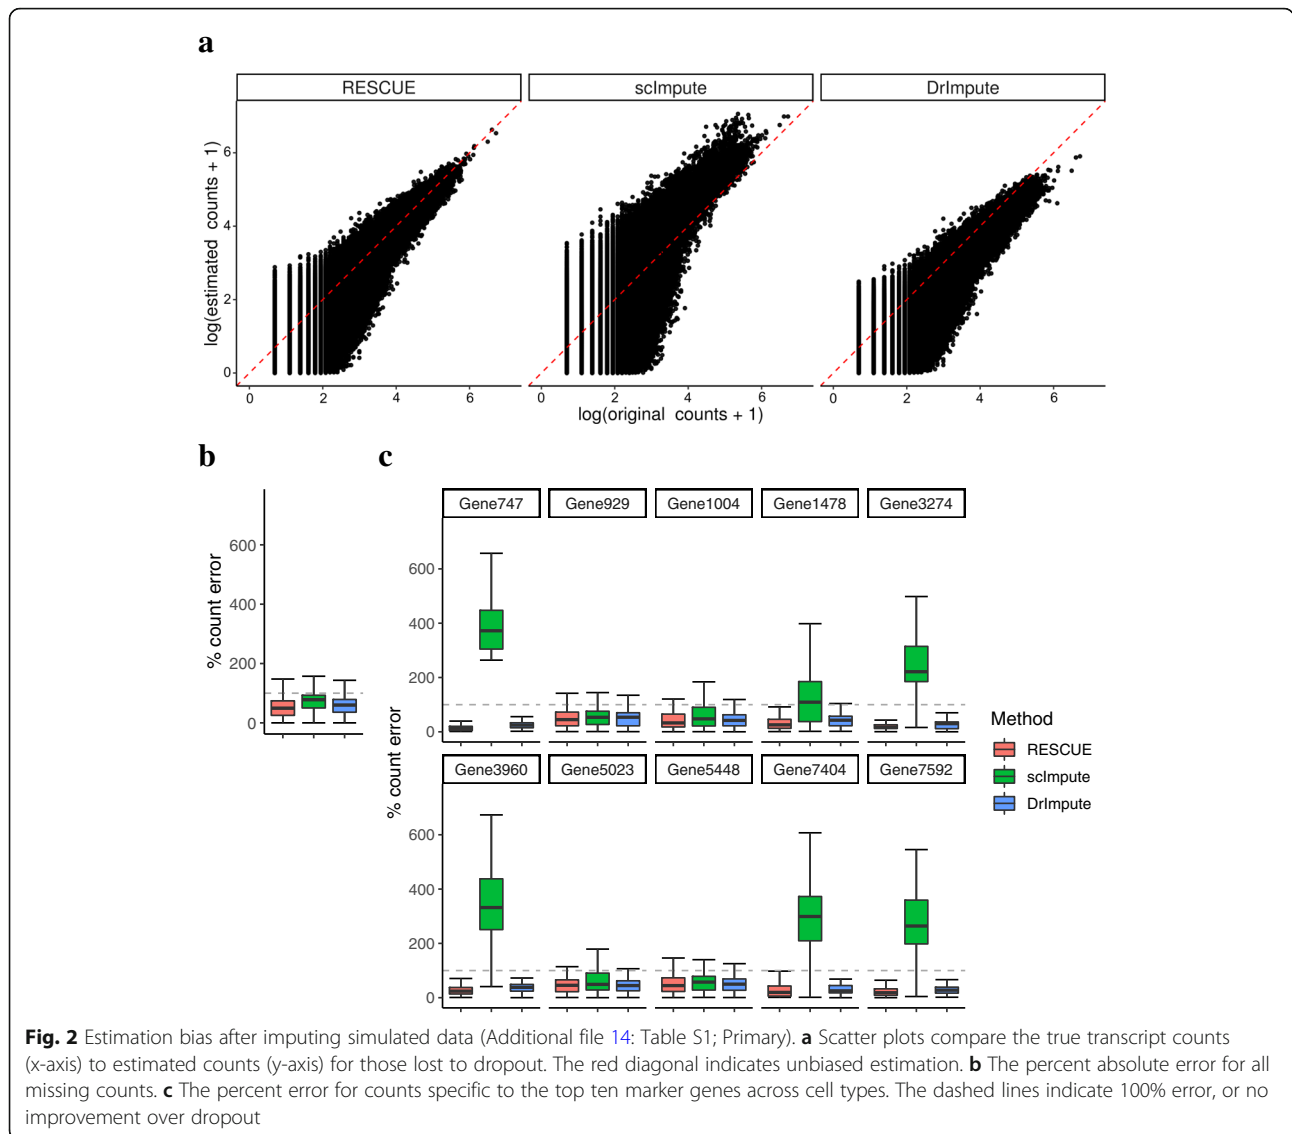 a
RESCUE
scImpute
DrImpute
log(estimated counts + 1)
6
4
2
0
0 2 4 6
0 2 4 6
0 2 4 6
log(original counts + 1)
b
% count error
600
400
200
0
c
% count error
Gene747 Gene929 Gene1004 Gene1478 Gene3274
600
400
200
0
Gene3960 Gene5023 Gene5448 Gene7404 Gene7592
600
400
200
0
Method
RESCUE
scImpute
DrImpute
Fig. 2 Estimation bias after imputing simulated data (Additional file 14: Table S1; Primary). a Scatter plots compare the true transcript counts
(x-axis) to estimated counts (y-axis) for those lost to dropout. The red diagonal indicates unbiased estimation. b The percent absolute error for all
missing counts. c The percent error for counts specific to the top ten marker genes across cell types. The dashed lines indicate 100% error, or no
improvement over dropout